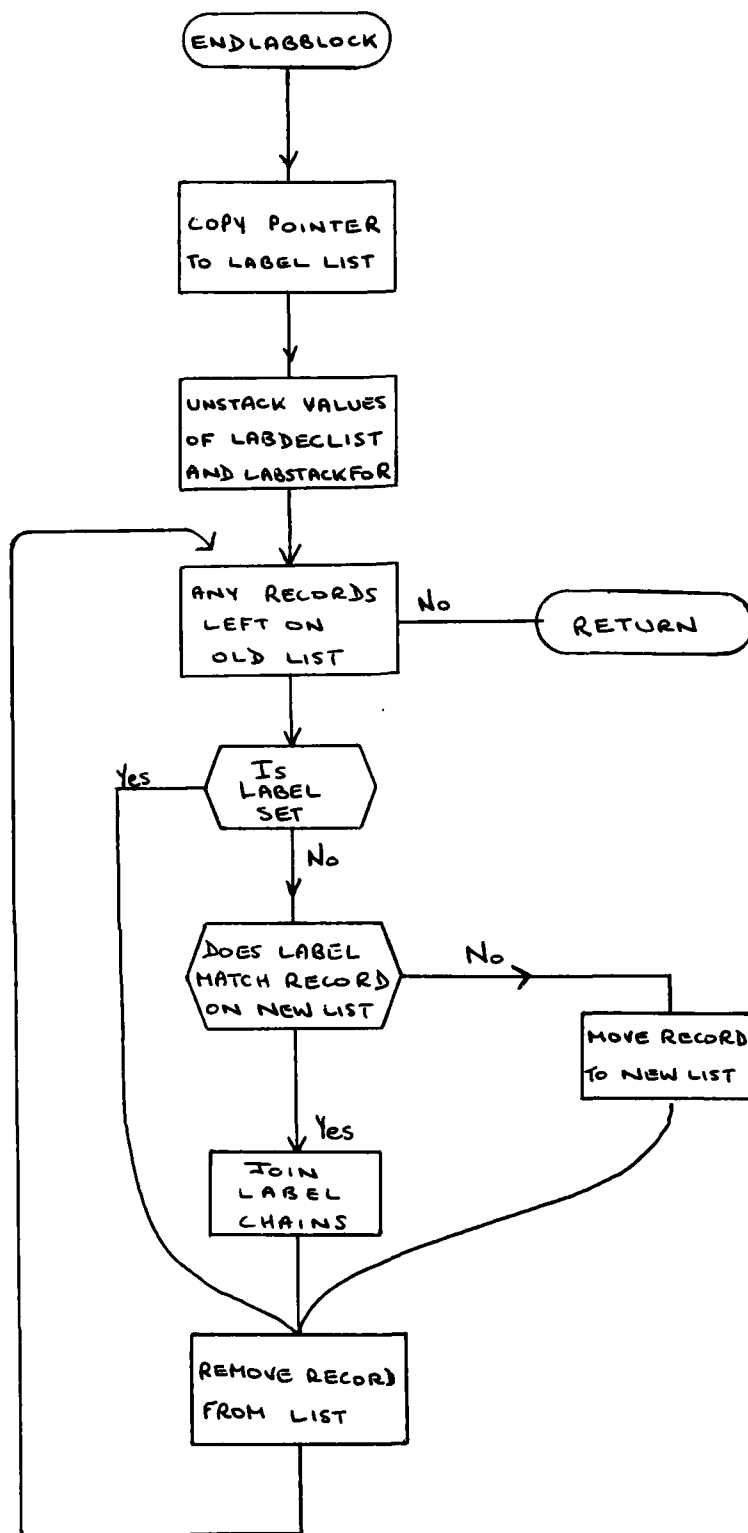 ENDLABBLOCK
COPY POINTER
TO LABEL LIST
UNSTACK VALUES
OF LABDECLIST
AND LABSTACKFOR
ANY RECORDS
LEFT ON
OLD LIST
No
RETURN
Is
LABEL
SET
Yes
No
DOES LABEL
MATCH RECORD
ON NEW LIST
No
MOVE RECORD
TO NEW LIST
Yes
JOIN
LABEL
CHAINS
REMOVE RECORD
FROM LIST